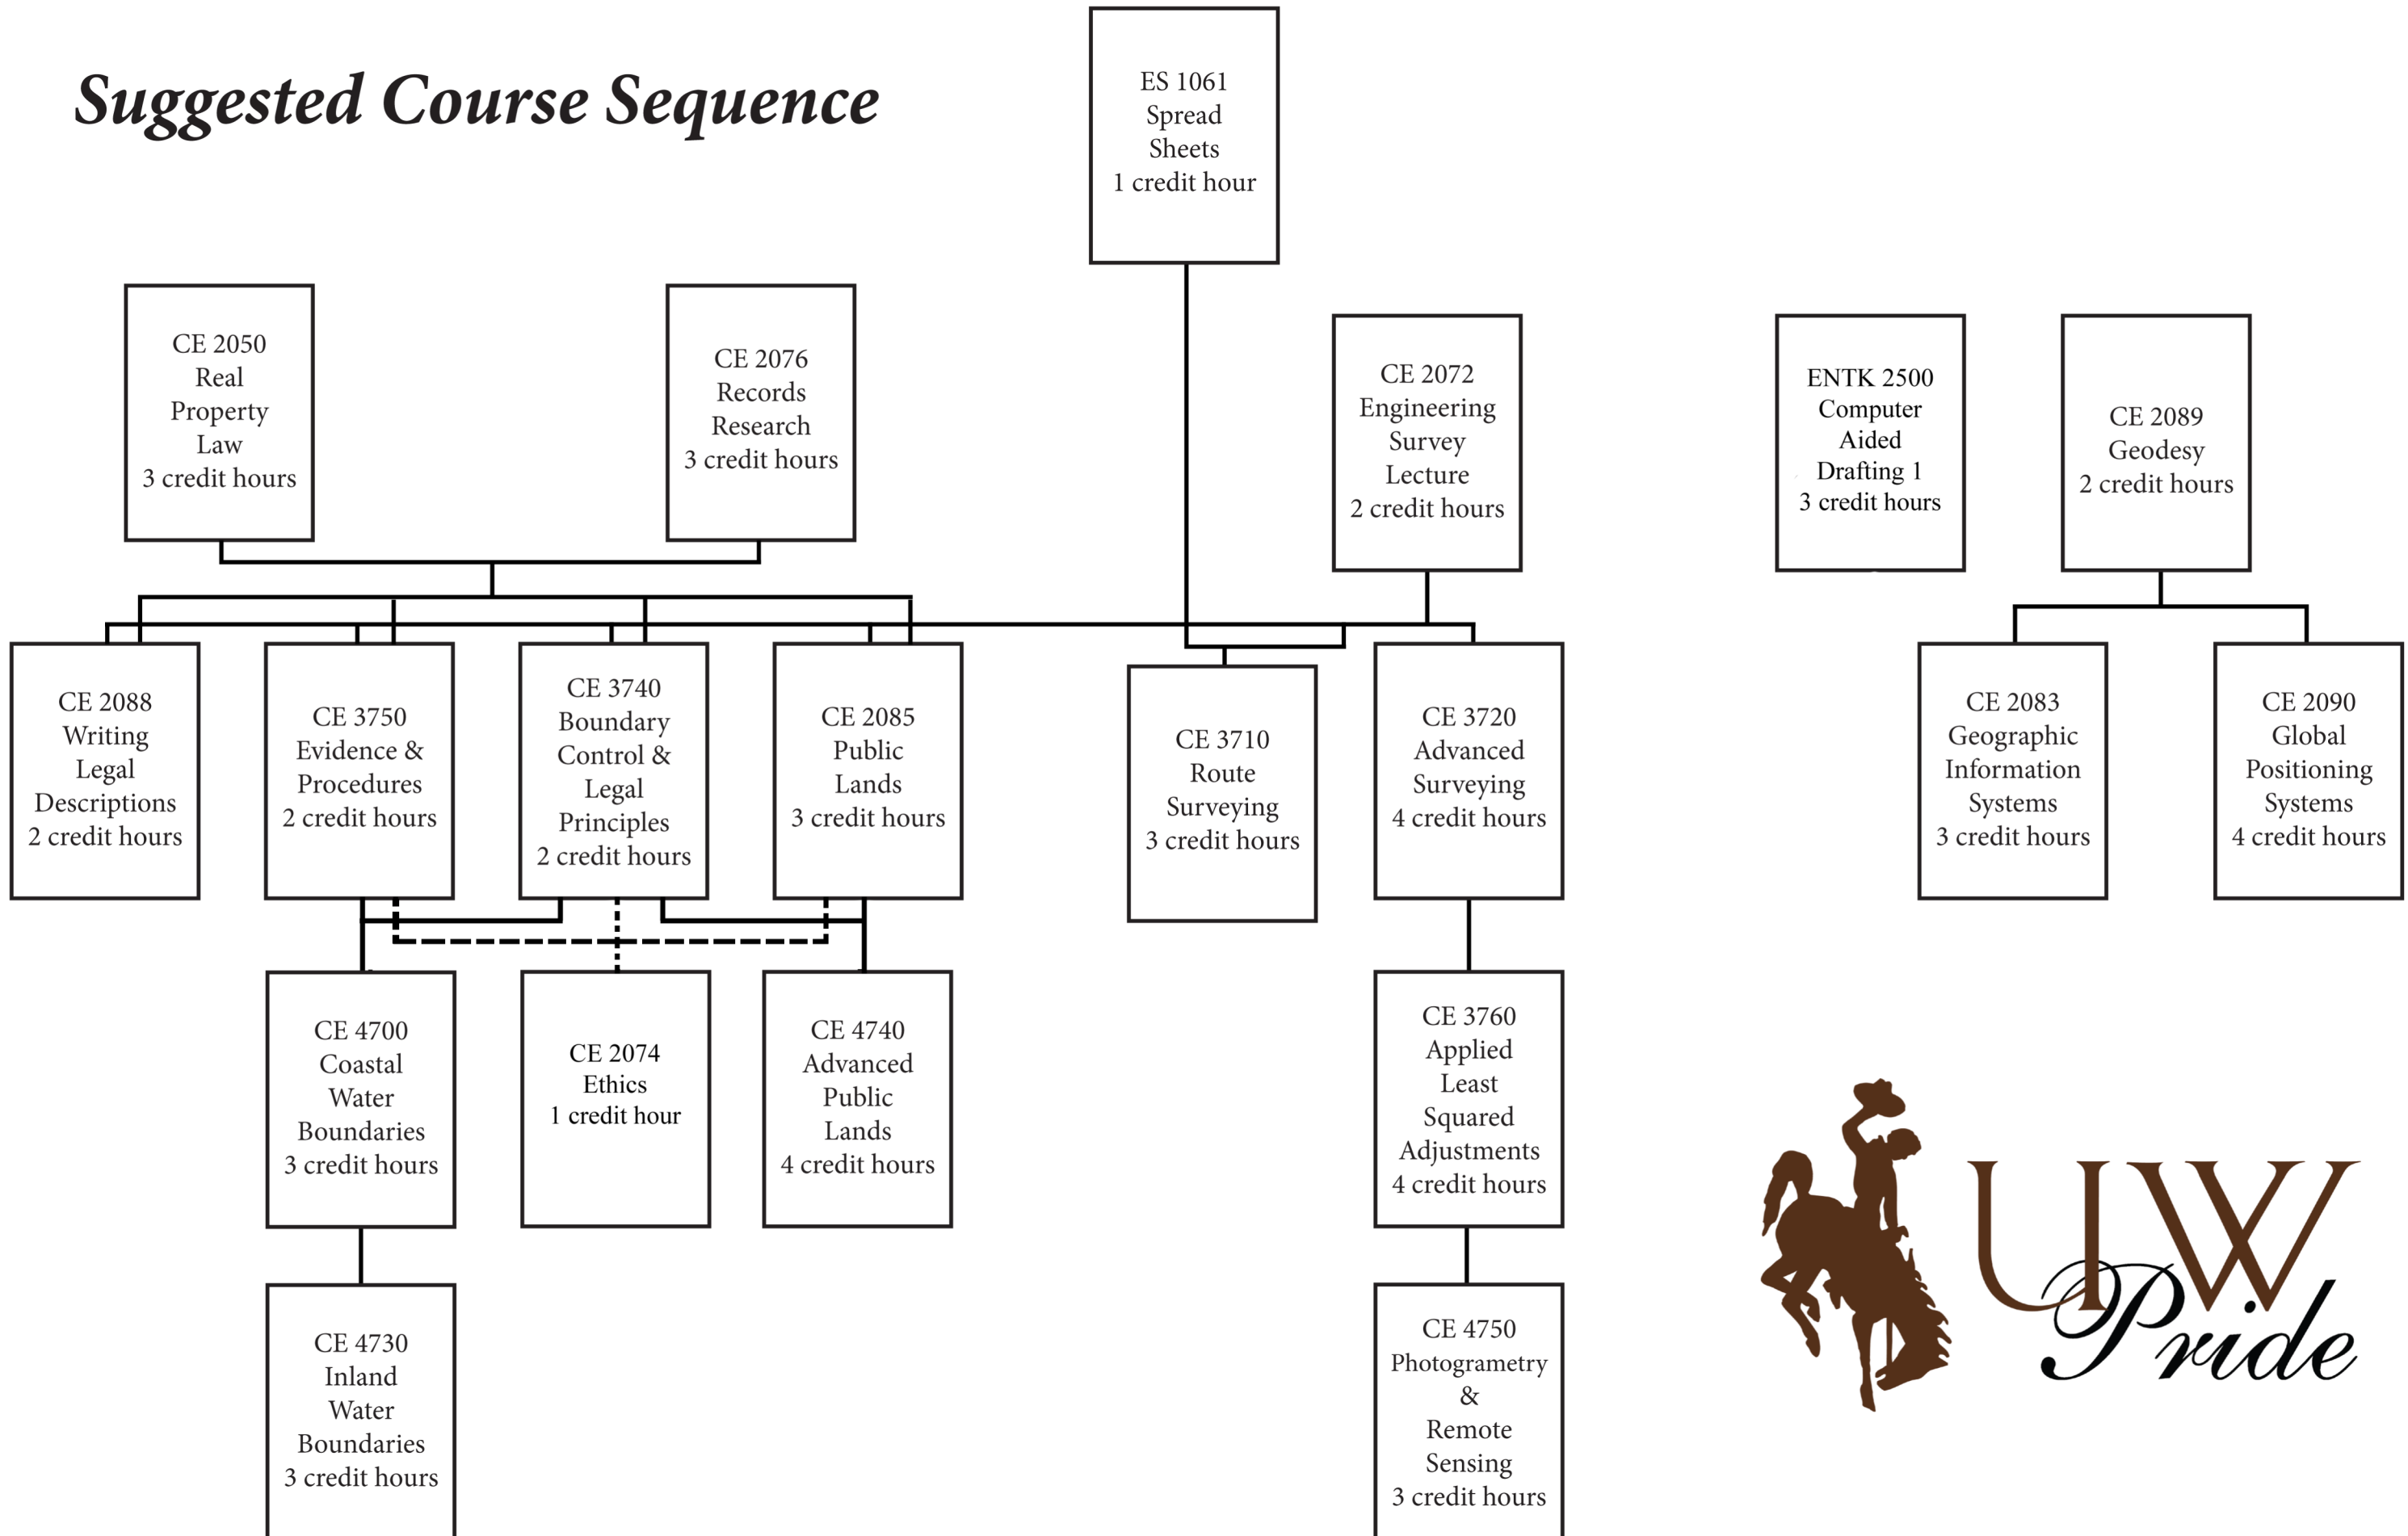 Suggested Course Sequence
ES 1061
Spread
Sheets
1 credit hour
CE 2050
Real
Property
Law
3 credit hours
CE 2076
Records
Research
3 credit hours
CE 2072
Engineering
Survey
Lecture
2 credit hours
ENTK 2500
Computer
Aided
Drafting 1
3 credit hours
CE 2089
Geodesy
2 credit hours
CE 2088
Writing
Legal
Descriptions
2 credit hours
CE 3750
Evidence &
Procedures
2 credit hours
CE 3740
Boundary
Control &
Legal
Principles
2 credit hours
CE 2085
Public
Lands
3 credit hours
CE 3710
Route
Surveying
3 credit hours
CE 3720
Advanced
Surveying
4 credit hours
CE 2083
Geographic
Information
Systems
3 credit hours
CE 2090
Global
Positioning
Systems
4 credit hours
CE 4700
Coastal
Water
Boundaries
3 credit hours
CE 2074
Ethics
1 credit hour
CE 4740
Advanced
Public
Lands
4 credit hours
CE 3760
Applied
Least
Squared
Adjustments
4 credit hours
CE 4730
Inland
Water
Boundaries
3 credit hours
CE 4750
Photogrametry
&
Remote
Sensing
3 credit hours
UW
Pride